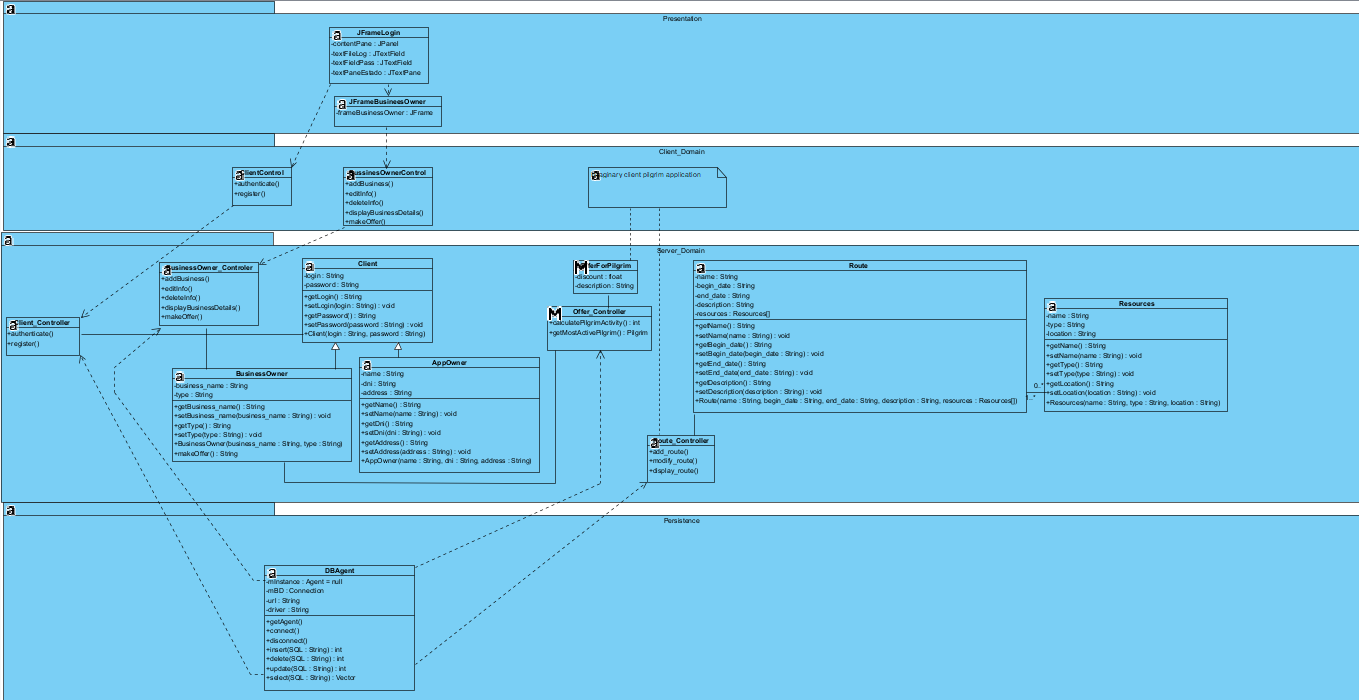 a
Presentation
a JFrameLogin
-contentPane : JPanel
-textFileLog : JTextField
-textFieldPass : JTextField
-textPaneEstado : JTextPane
a JFrameBusineesOwner
-frameBusinessOwner : JFrame
a
Client_Domain
a ClientControl
+authenticate()
+register()
a ussinesOwnerControl
+addBusiness()
+editInfo()
+deleteInfo()
+displayBusinessDetails()
+makeOffer()
a aginary client pilgrim application
a
Server_Domain
a usinessOwner_Controler
+addBusiness()
+editInfo()
+deleteInfo()
+displayBusinessDetails()
+makeOffer()
a Client
-login : String
-password : String
+getLogin() : String
+setLogin(login : String) : void
+getPassword() : String
+setPassword(password : String) : void
+Client(login : String, password : String)
M ferForPilgrim
-discount : float
-description : String
a Route
-name : String
-begin_date : String
-end_date : String
-description : String
-resources : Resources[]
+getName() : String
+setName(name : String) : void
+getBegin_date() : String
+setBegin_date(begin_date : String) : void
+getEnd_date() : String
+setEnd_date(end_date : String) : void
+getDescription() : String
+setDescription(description : String) : void
+Route(name : String, begin_date : String, end_date : String, description : String, resources : Resources[])
a Resources
-name : String
-type : String
-location : String
+getName() : String
+setName(name : String) : void
+getType() : String
+setType(type : String) : void
+getLocation() : String
+setLocation(location : String) : void
+Resources(name : String, type : String, location : String)
0..*
1..*
a Client_Controller
+authenticate()
+register()
M Offer_Controller
+calculatePilgrimActivity() : int
+getMostActivePilgrim() : Pilgrim
a BusinessOwner
-business_name : String
-type : String
+getBusiness_name() : String
+setBusiness_name(business_name : String) : void
+getType() : String
+setType(type : String) : void
+BusinessOwner(business_name : String, type : String)
+makeOffer() : String
a AppOwner
-name : String
-dni : String
-address : String
+getName() : String
+setName(name : String) : void
+getDni() : String
+setDni(dni : String) : void
+getAddress() : String
+setAddress(address : String) : void
+AppOwner(name : String, dni : String, address : String)
a oute_Controller
+add_route()
+modify_route()
+display_route()
a
Persistence
a DBAgent
-mInstance : Agent = null
-mBD : Connection
-url : String
-driver : String
+getAgent()
+connect()
+disconnect()
+insert(SQL : String) : int
+delete(SQL : String) : int
+update(SQL : String) : int
+select(SQL : String) : Vector